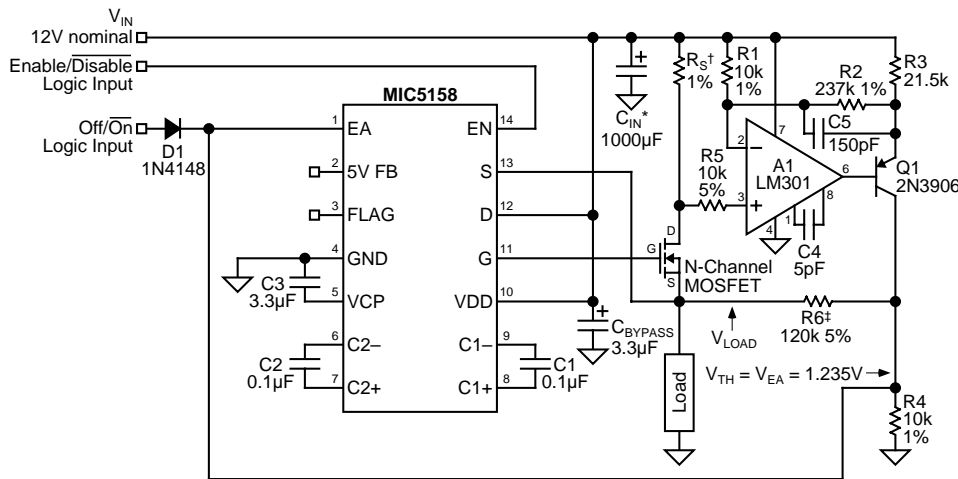 V_IN
12V nominal
Enable/Disable
Logic Input
Off/On
Logic Input
D1
1N4148
MIC5158
1 EA
2 5V FB
3 FLAG
4 GND
5 VCP
6 C2–
7 C2+
EN 14
S 13
D 12
G 11
VDD 10
C1– 9
C1+ 8
C3
3.3µF
C2
0.1µF
C1
0.1µF
C_IN*
1000µF
C_BYPASS
3.3µF
+
+
R_S†
1%
R1
10k
1%
R2
237k 1%
R3
21.5k
C5
150pF
R5
10k
5%
A1
LM301
2 –
3 +
7
6
8
1
4
C4
5pF
Q1
2N3906
D
G
S
N-Channel
MOSFET
V_LOAD
R6‡
120k 5%
V_TH = V_EA = 1.235V
Load
R4
10k
1%